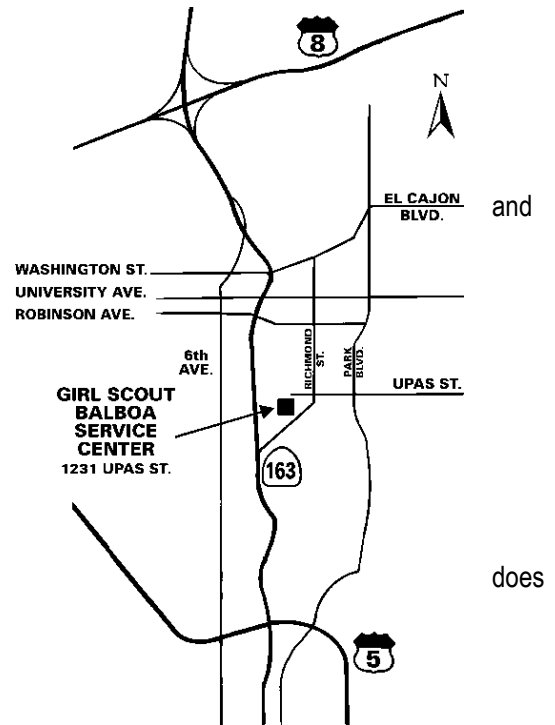 8
N
EL CAJON
BLVD.
and
WASHINGTON ST.
UNIVERSITY AVE.
ROBINSON AVE.
6th
AVE.
RICHMOND
ST.
PARK
BLVD.
UPAS ST.
GIRL SCOUT
BALBOA
SERVICE
CENTER
1231 UPAS ST.
163
does
5